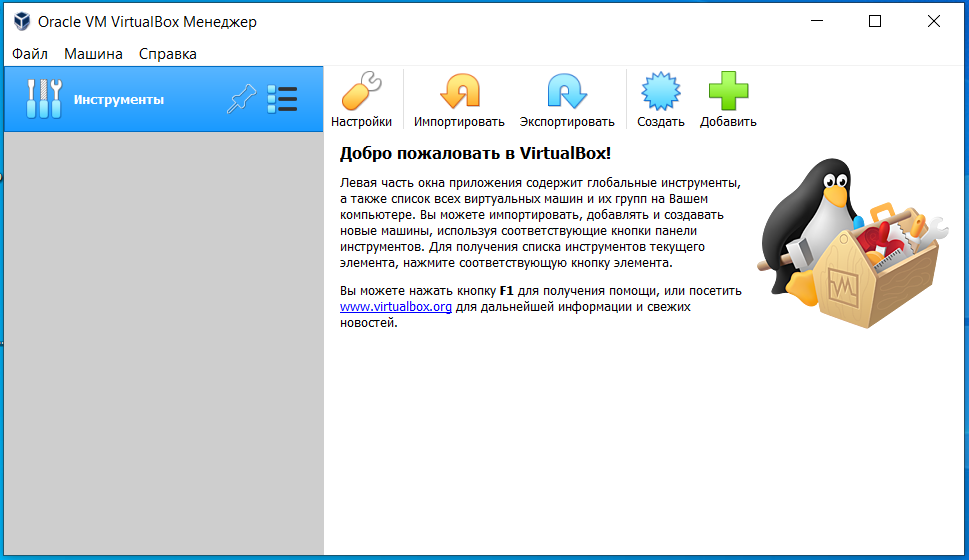 Oracle VM VirtualBox Менеджер
Файл Машина Справка
Инструменты
Настройки Импортировать Экспортировать Создать Добавить
Добро пожаловать в VirtualBox!
Левая часть окна приложения содержит глобальные инструменты,
а также список всех виртуальных машин и их групп на Вашем
компьютере. Вы можете импортировать, добавлять и создавать
новые машины, используя соответствующие кнопки панели
инструментов. Для получения списка инструментов текущего
элемента, нажмите соответствующую кнопку элемента.
Вы можете нажать кнопку F1 для получения помощи, или посетить
www.virtualbox.org для дальнейшей информации и свежих
новостей.